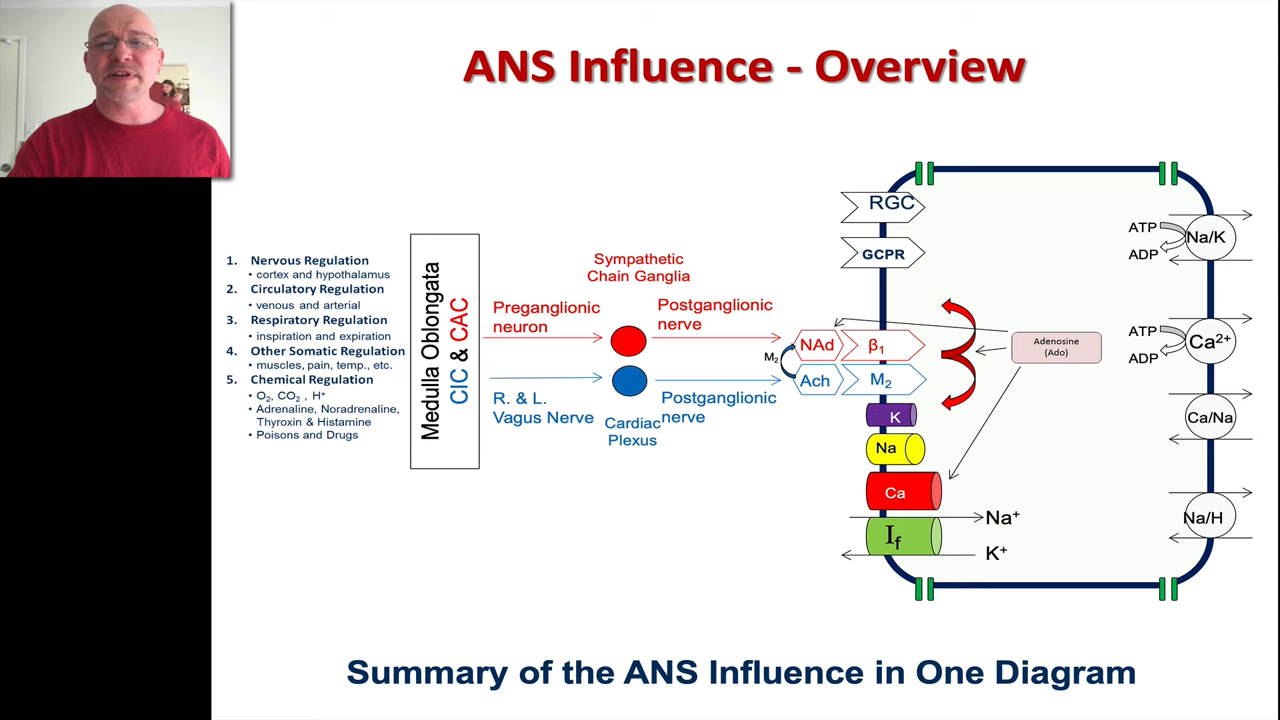 ANS Influence - Overview
1. Nervous Regulation
• cortex and hypothalamus
2. Circulatory Regulation
• venous and arterial
3. Respiratory Regulation
• inspiration and expiration
4. Other Somatic Regulation
• muscles, pain, temp., etc.
5. Chemical Regulation
• O₂, CO₂ , H⁺
• Adrenaline, Noradrenaline,
Thyroxin & Histamine
• Poisons and Drugs
Medulla Oblongata
CIC & CAC
Preganglionic
neuron
Sympathetic
Chain Ganglia
Postganglionic
nerve
R. & L.
Vagus Nerve
Cardiac
Plexus
Postganglionic
nerve
M₂
NAd
β₁
Ach
M₂
RGC
GCPR
K
Na
Ca
If
Na⁺
K⁺
Adenosine
(Ado)
ATP
ADP
Na/K
ATP
ADP
Ca²⁺
Ca/Na
Na/H
Summary of the ANS Influence in One Diagram